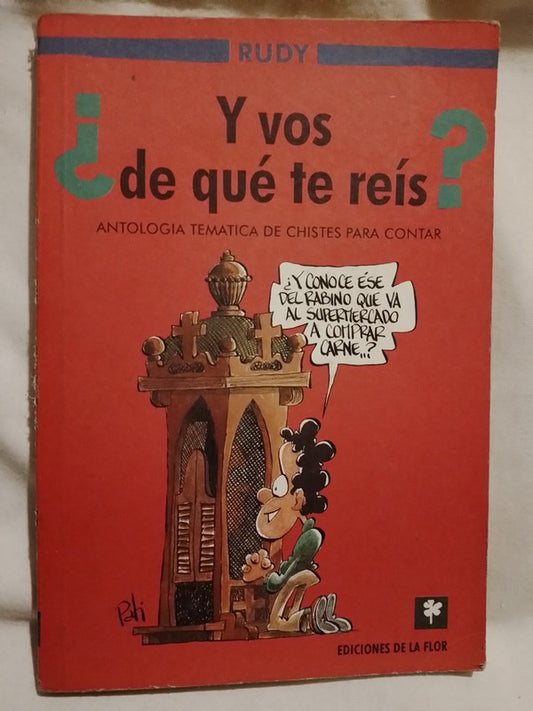 RUDY
¿Y vos
de qué te reís?
ANTOLOGIA TEMATICA DE CHISTES PARA CONTAR
¿Y CONOCE ÉSE
DEL RABINO QUE VA
AL SUPERMERCADO
A COMPRAR
CARNE...?
Pati
EDICIONES DE LA FLOR